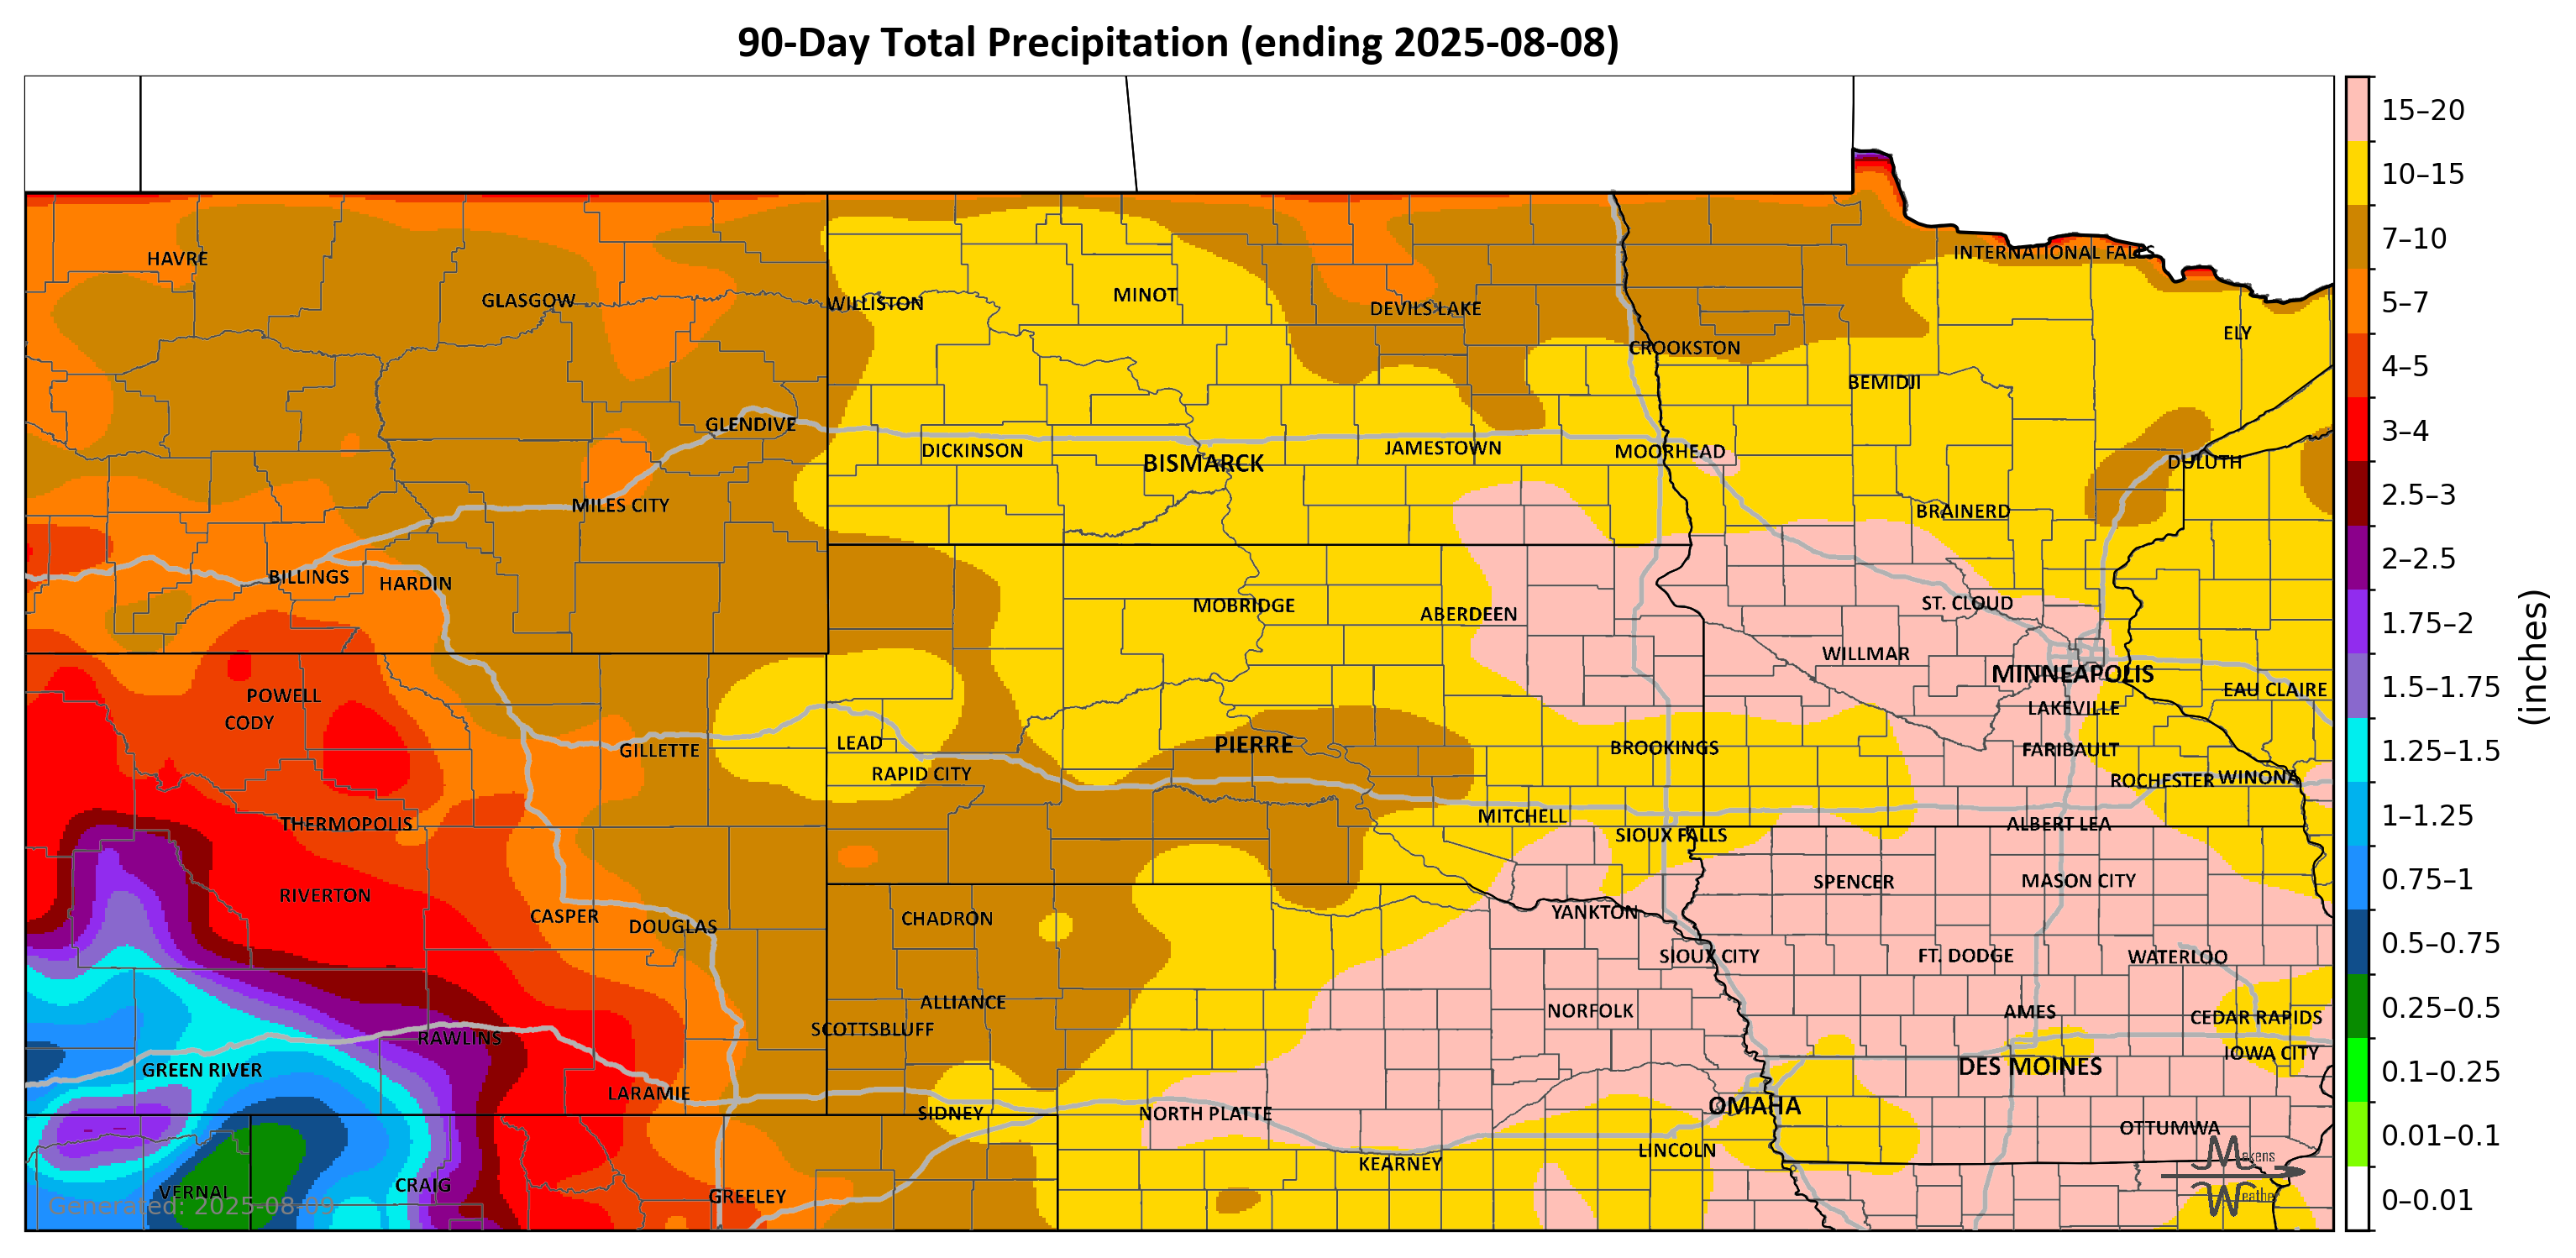 90-Day Total Precipitation (ending 2025-08-08)
15–20
10–15
7–10
5–7
4–5
3–4
2.5–3
2–2.5
1.75–2
1.5–1.75
1.25–1.5
1–1.25
0.75–1
0.5–0.75
0.25–0.5
0.1–0.25
0.01–0.1
0–0.01
(inches)
HAVRE
INTERNATIONAL FALLS
GLASGOW
WILLISTON
MINOT
DEVILS LAKE
ELY
CROOKSTON
BEMIDJI
GLENDIVE
DICKINSON
BISMARCK
JAMESTOWN
MOORHEAD
DULUTH
MILES CITY
BRAINERD
BILLINGS
HARDIN
MOBRIDGE
ABERDEEN
ST. CLOUD
WILLMAR
MINNEAPOLIS
EAU CLAIRE
POWELL
CODY
LAKEVILLE
GILLETTE
LEAD
PIERRE
BROOKINGS
FARIBAULT
RAPID CITY
ROCHESTER
WINONA
THERMOPOLIS
MITCHELL
SIOUX FALLS
ALBERT LEA
RIVERTON
SPENCER
MASON CITY
CASPER
DOUGLAS
CHADRON
YANKTON
SIOUX CITY
FT. DODGE
WATERLOO
ALLIANCE
NORFOLK
AMES
CEDAR RAPIDS
SCOTTSBLUFF
RAWLINS
IOWA CITY
GREEN RIVER
DES MOINES
LARAMIE
SIDNEY
NORTH PLATTE
OMAHA
OTTUMWA
LINCOLN
KEARNEY
VERNAL
CRAIG
GREELEY
Generated: 2025-08-09
Makens
Weather